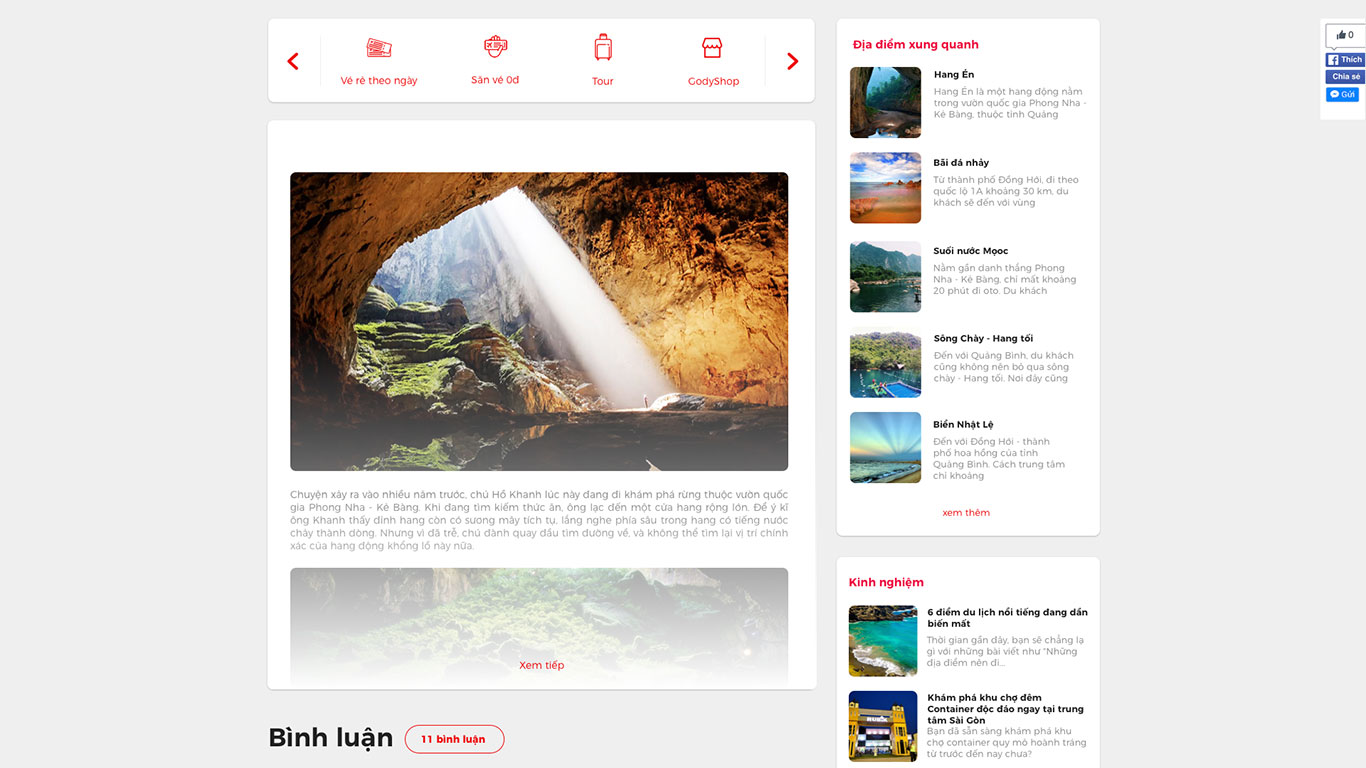 Vé rẻ theo ngày
Săn vé 0đ
Tour
GodyShop
Chuyện xảy ra vào nhiều năm trước, chú Hồ Khanh lúc này đang đi khám phá rừng thuộc vườn quốc
gia Phong Nha - Kẻ Bàng. Khi đang tìm kiếm thức ăn, ông lạc đến một cửa hang rộng lớn. Để ý kĩ
ông Khanh thấy đỉnh hang còn có sương mây tích tụ, lắng nghe phía sâu trong hang có tiếng nước
chảy thành dòng. Nhưng vì đã trễ, chú đành quay đầu tìm đường về, và không thể tìm lại vị trí chính
xác của hang động khổng lồ này nữa.
Xem tiếp
Bình luận
11 bình luận
Địa điểm xung quanh
Hang Én
Hang Én là một hang động nằm
trong vườn quốc gia Phong Nha -
Kẻ Bàng, thuộc tỉnh Quảng
Bãi đá nhảy
Từ thành phố Đồng Hới, đi theo
quốc lộ 1A khoảng 30 km, du
khách sẽ đến với vùng
Suối nước Mọoc
Nằm gần danh thắng Phong
Nha - Kẻ Bàng, chỉ mất khoảng
20 phút đi oto. Du khách
Sông Chày - Hang tối
Đến với Quảng Bình, du khách
cũng không nên bỏ qua sông
chày - Hang tối. Nơi đây cũng
Biển Nhật Lệ
Đến với Đồng Hới - thành
phố hoa hồng của tỉnh
Quảng Bình. Cách trung tâm
chỉ khoảng
xem thêm
Kinh nghiệm
6 điểm du lịch nổi tiếng đang dần
biến mất
Thời gian gần đây, bạn sẽ chẳng lạ
gì với những bài viết như "Những
địa điểm nên đi...
Khám phá khu chợ đêm
Container độc đáo ngay tại trung
tâm Sài Gòn
Bạn đã sẵn sàng khám phá khu
chợ container quy mô hoành tráng
từ trước đến nay chưa?
RUBIK
0
Thích
Chia sẻ
Gửi